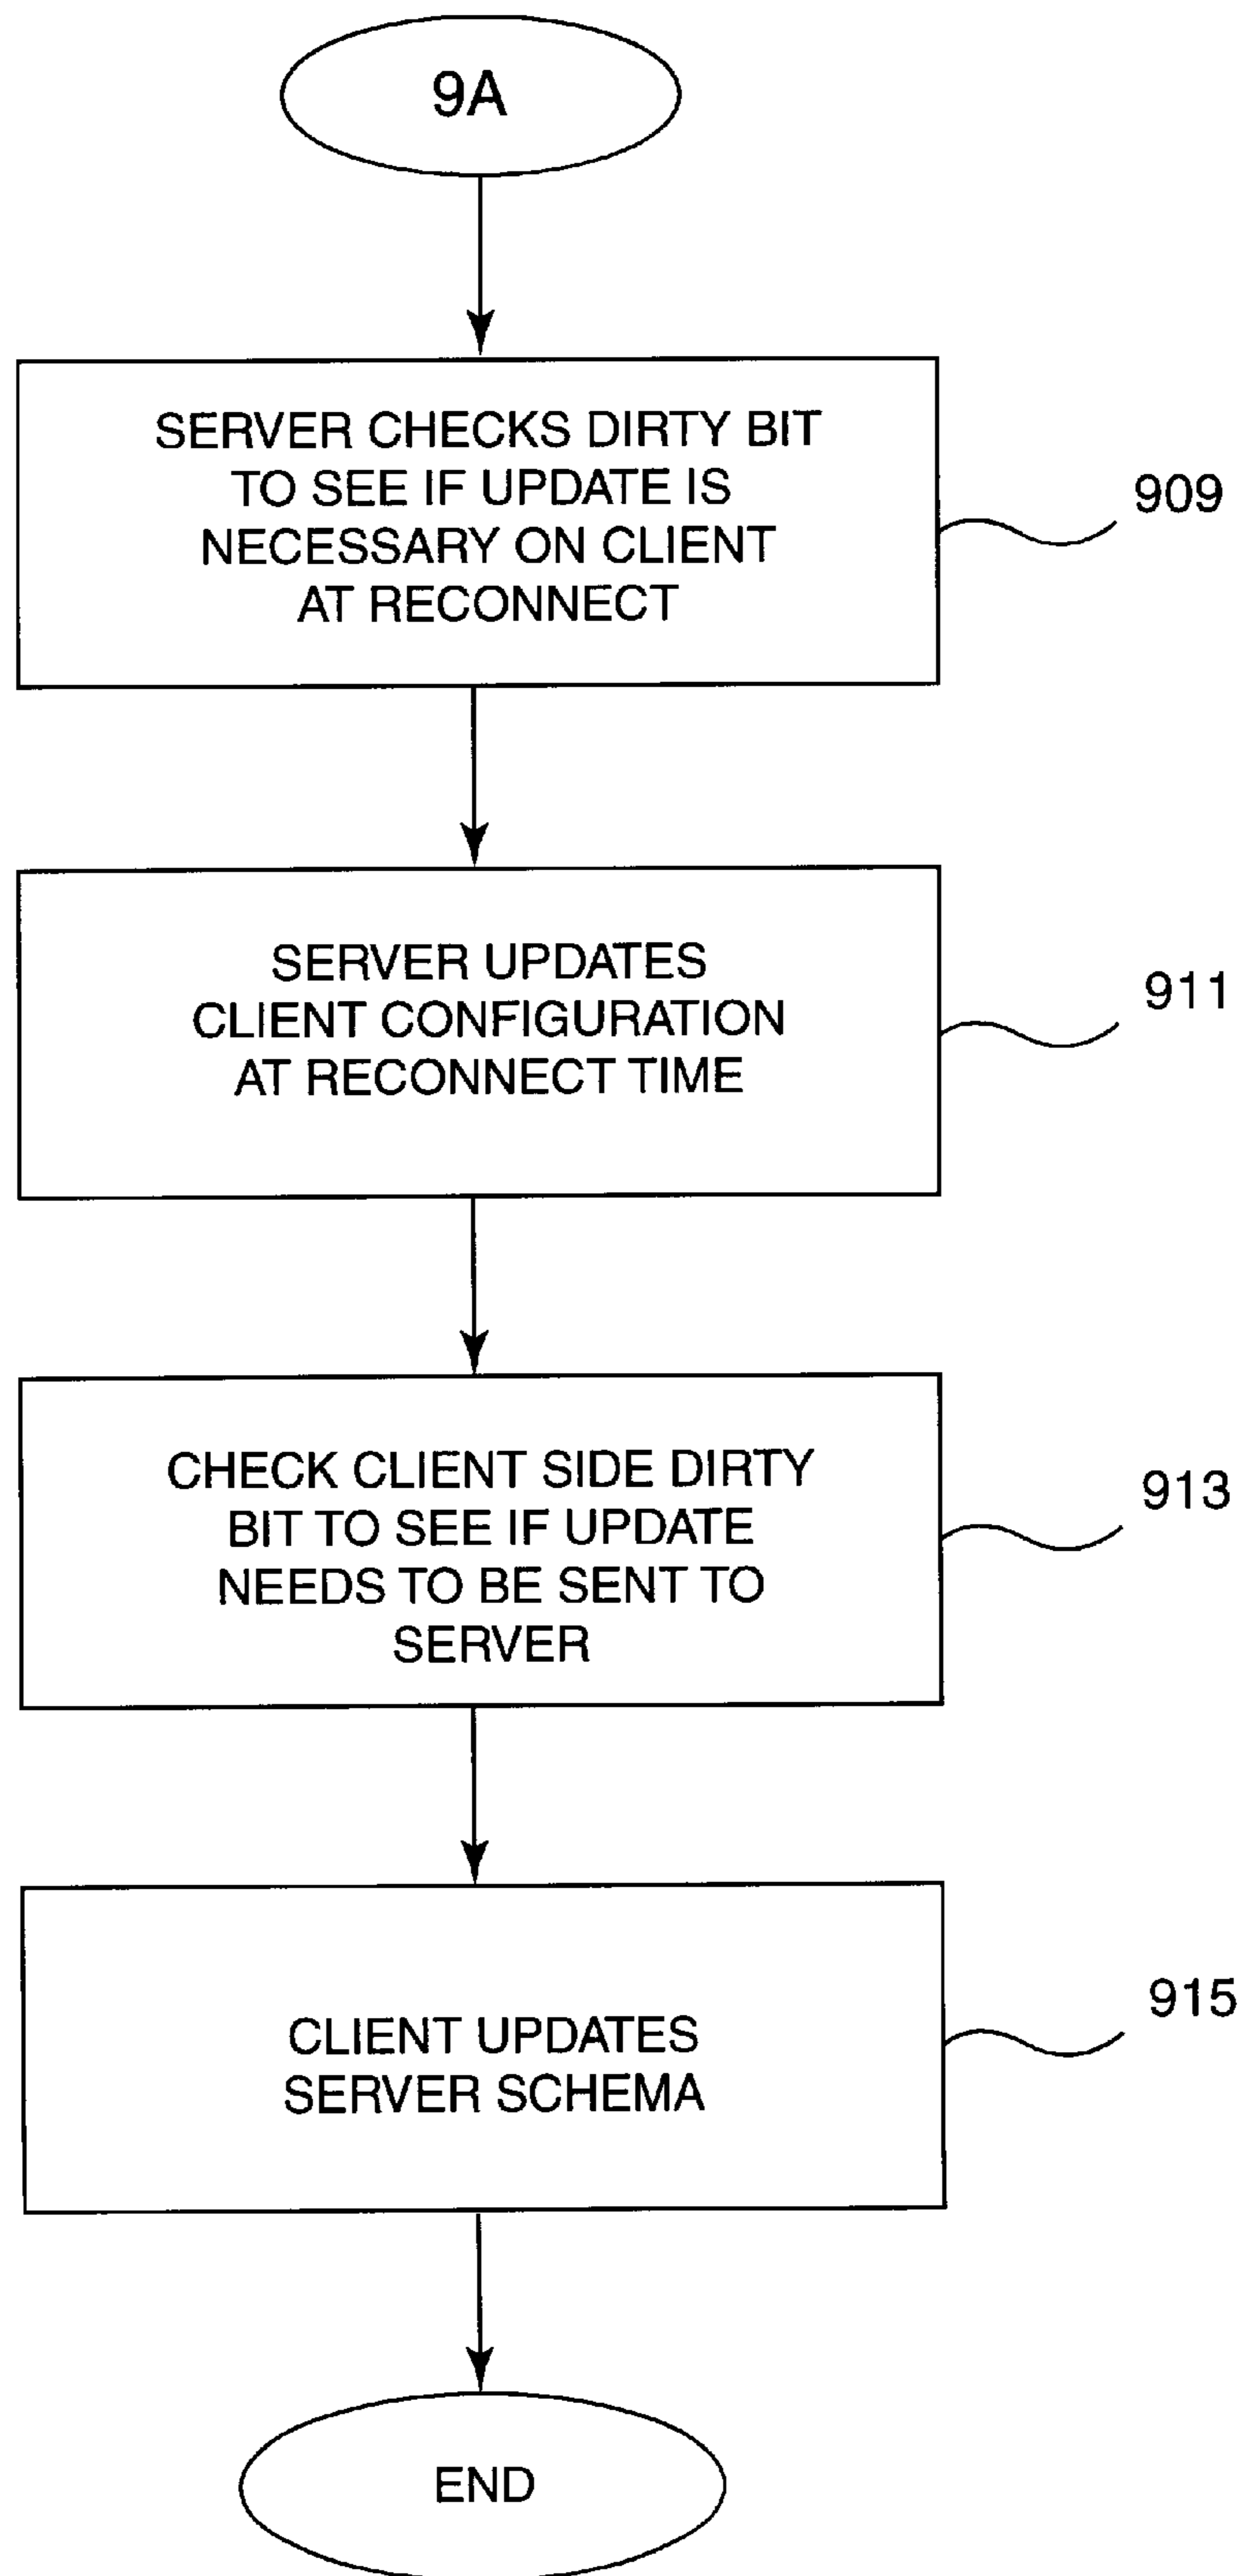 9A
SERVER CHECKS DIRTY BIT
TO SEE IF UPDATE IS
NECESSARY ON CLIENT
AT RECONNECT
909
SERVER UPDATES
CLIENT CONFIGURATION
AT RECONNECT TIME
911
CHECK CLIENT SIDE DIRTY
BIT TO SEE IF UPDATE
NEEDS TO BE SENT TO
SERVER
913
CLIENT UPDATES
SERVER SCHEMA
915
END